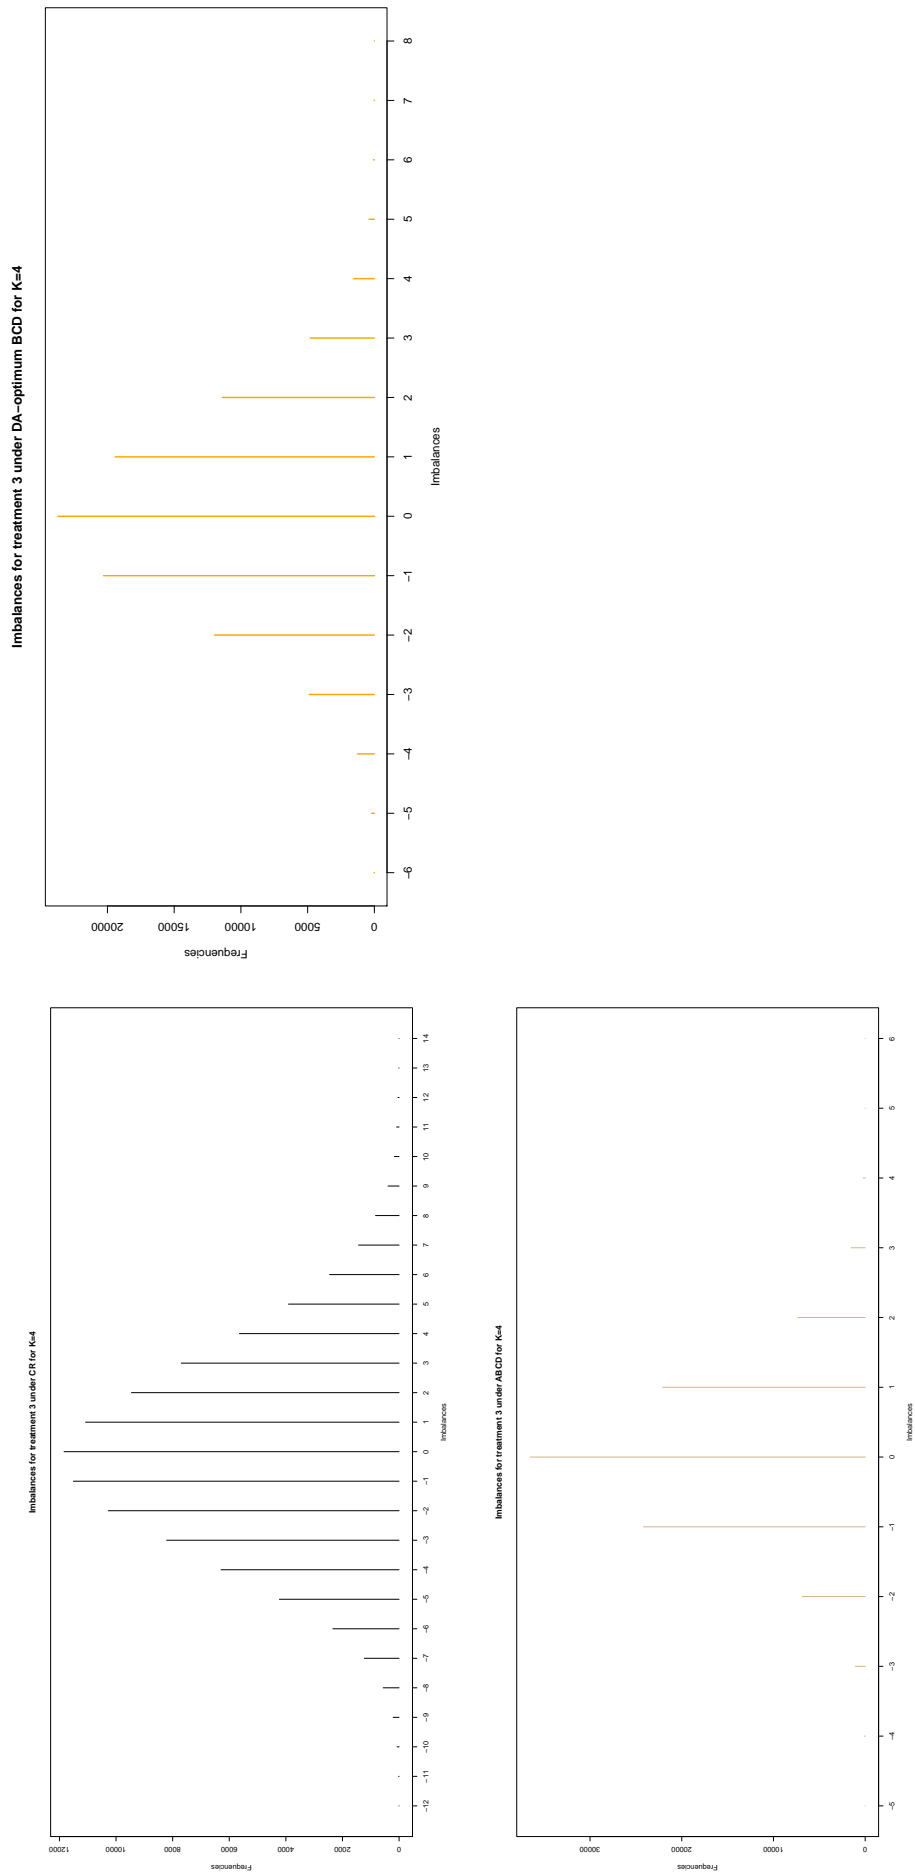 Imbalances for treatment 3 under CR for K=4
Frequencies
0 2000 4000 6000 8000 10000 12000
−12 −11 −10 −9 −8 −7 −6 −5 −4 −3 −2 −1 0 1 2 3 4 5 6 7 8 9 10 11 12 13 14
Imbalances
Imbalances for treatment 3 under DA−optimum BCD for K=4
Frequencies
0 5000 10000 15000 20000
−6 −5 −4 −3 −2 −1 0 1 2 3 4 5 6 7 8
Imbalances
Imbalances for treatment 3 under ABCD for K=4
Frequencies
0 10000 20000 30000
−5 −4 −3 −2 −1 0 1 2 3 4 5 6
Imbalances